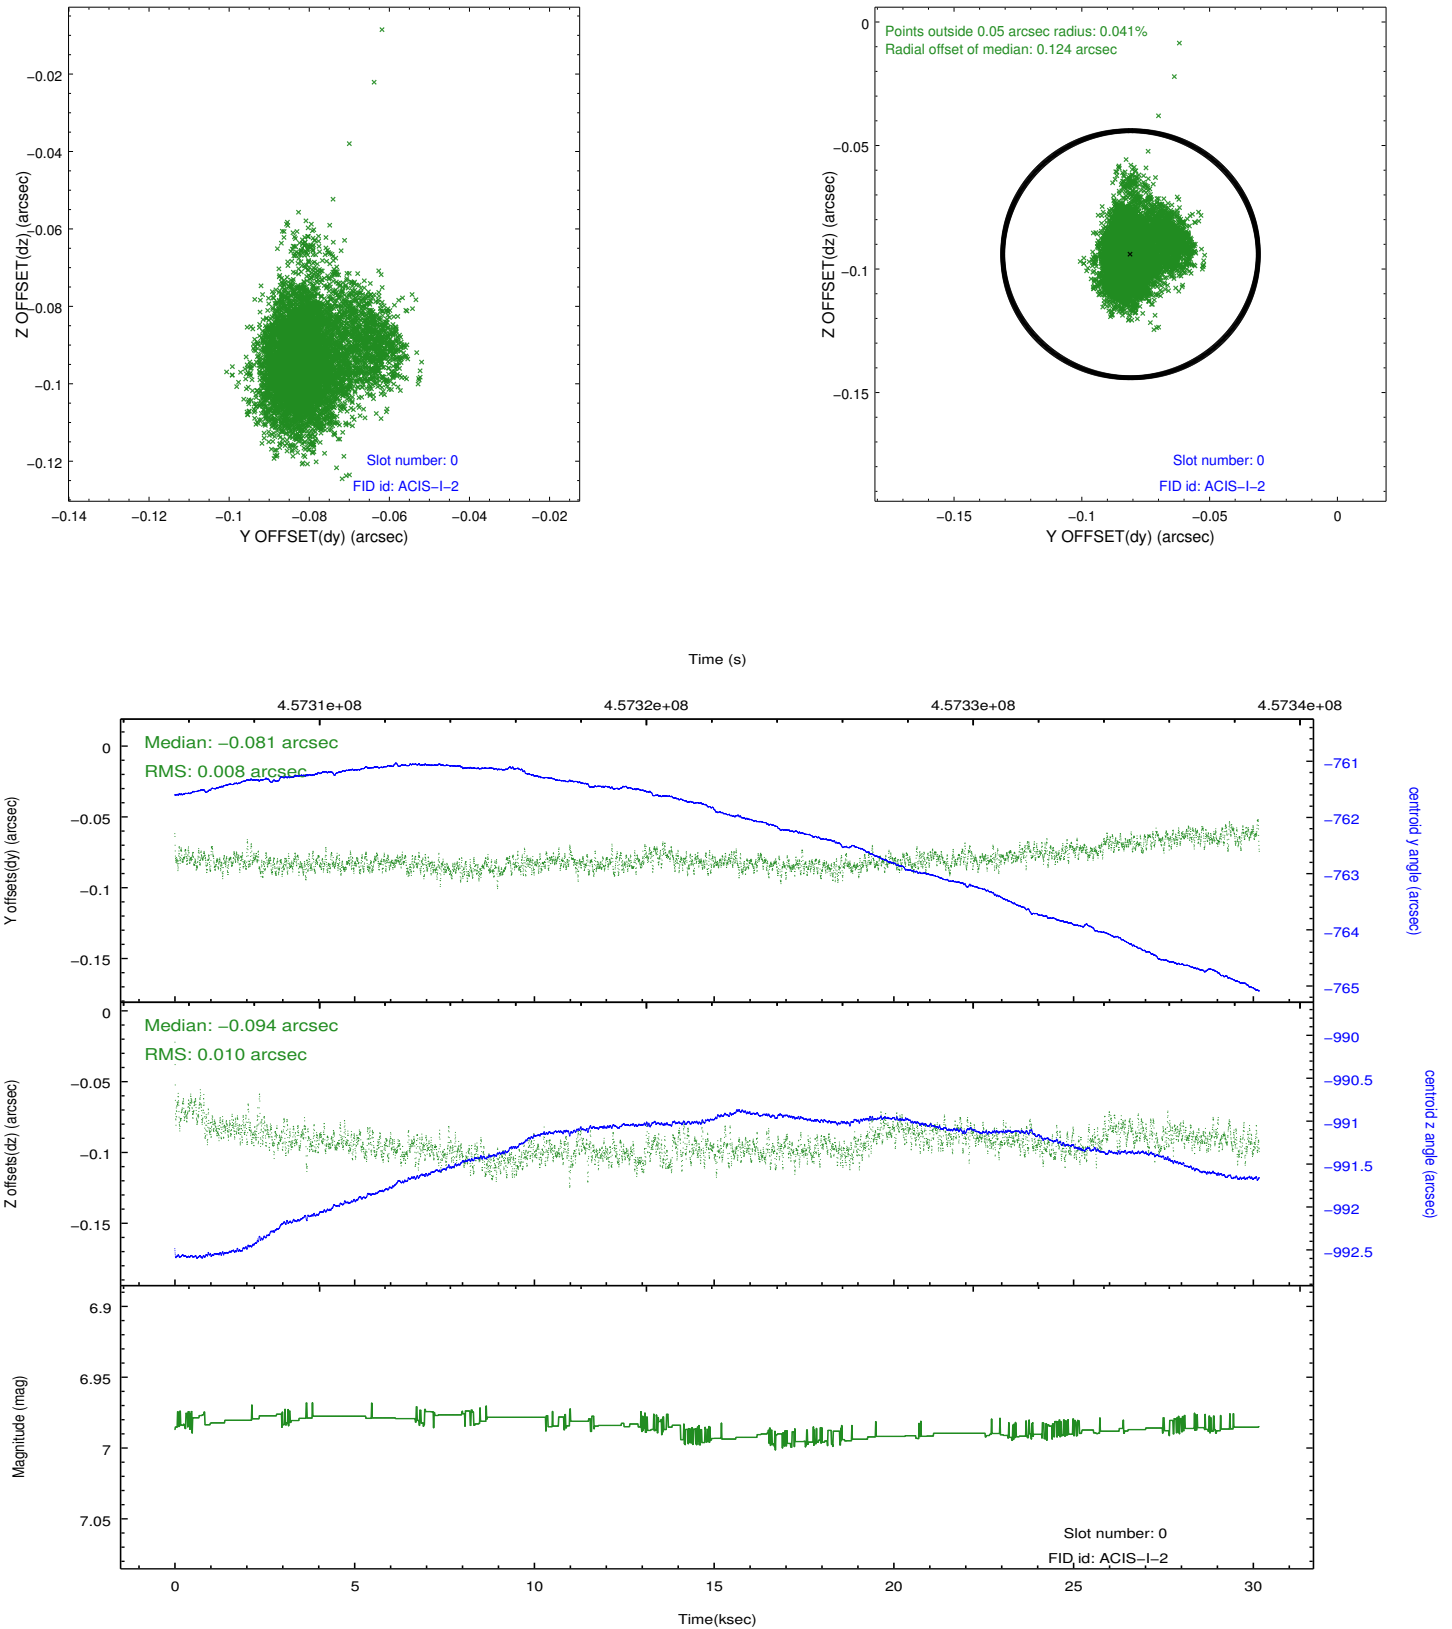 −0.02
−0.04
−0.06
−0.08
−0.1
−0.12
Z OFFSET(dz) (arcsec)
Slot number: 0
FID id: ACIS−I−2
−0.14 −0.12 −0.1 −0.08 −0.06 −0.04 −0.02
Y OFFSET(dy) (arcsec)
Points outside 0.05 arcsec radius: 0.041%
Radial offset of median: 0.124 arcsec
0
−0.05
−0.1
−0.15
Z OFFSET(dz) (arcsec)
Slot number: 0
FID id: ACIS−I−2
−0.15 −0.1 −0.05 0
Y OFFSET(dy) (arcsec)
Time (s)
4.5731e+08 4.5732e+08 4.5733e+08 4.5734e+08
Median: −0.081 arcsec
RMS: 0.008 arcsec
0
−0.05
−0.1
−0.15
Y offsets(dy) (arcsec)
−761
−762
−763
−764
−765
centroid y angle (arcsec)
Median: −0.094 arcsec
RMS: 0.010 arcsec
0
−0.05
−0.1
−0.15
Z offsets(dz) (arcsec)
−990
−990.5
−991
−991.5
−992
−992.5
centroid z angle (arcsec)
6.9
6.95
7
7.05
Magnitude (mag)
Slot number: 0
FID id: ACIS−I−2
0 5 10 15 20 25 30
Time(ksec)